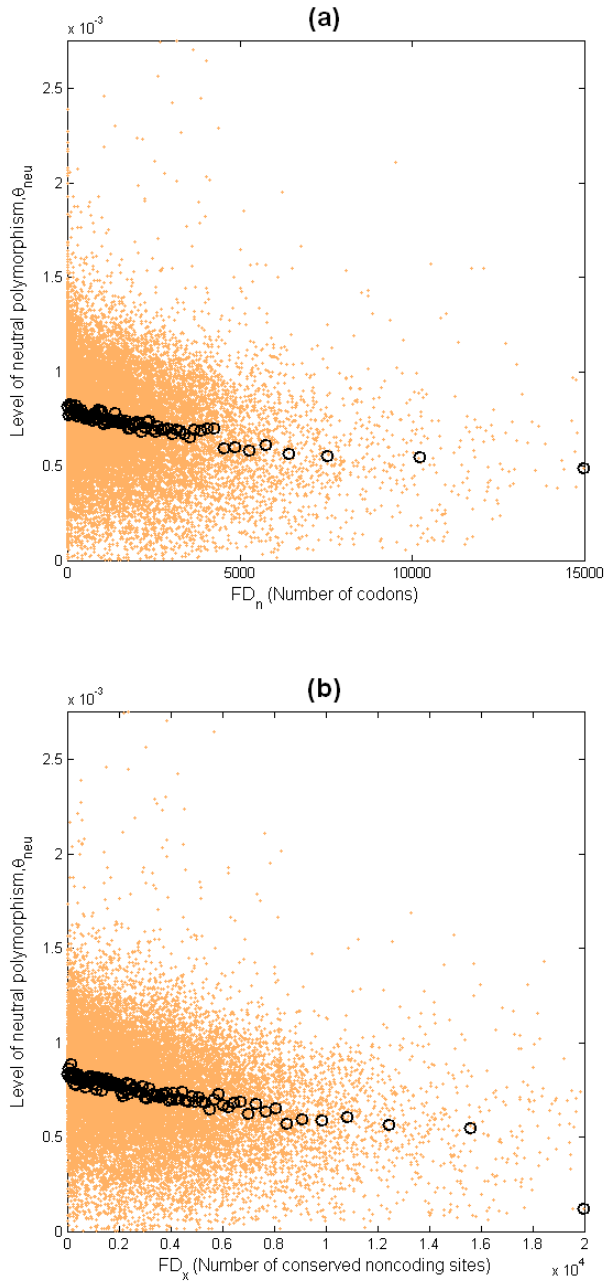 (a)
x 10⁻³
2.5
2
1.5
1
0.5
0
0 5000 10000 15000
Level of neutral polymorphism,θneu
FDn (Number of codons)
(b)
x 10⁻³
2.5
2
1.5
1
0.5
0
0 0.2 0.4 0.6 0.8 1 1.2 1.4 1.6 1.8 2
Level of neutral polymorphism,θneu
FDx (Number of conserved noncoding sites)
x 10⁴